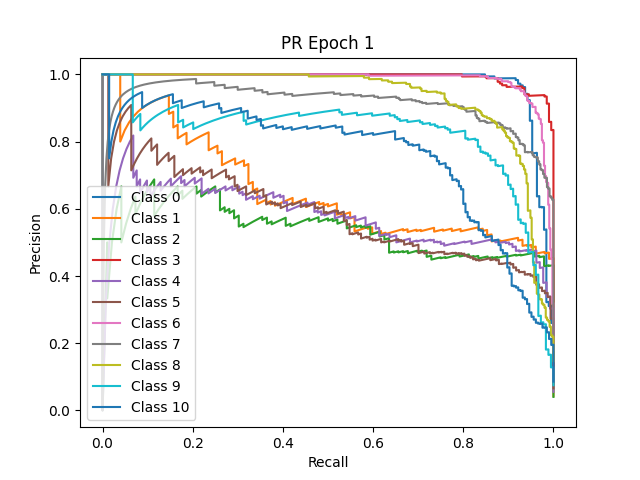 PR Epoch 1
1.0
0.8
0.6
0.4
0.2
0.0
Precision
Class 0
Class 1
Class 2
Class 3
Class 4
Class 5
Class 6
Class 7
Class 8
Class 9
Class 10
0.0 0.2 0.4 0.6 0.8 1.0
Recall